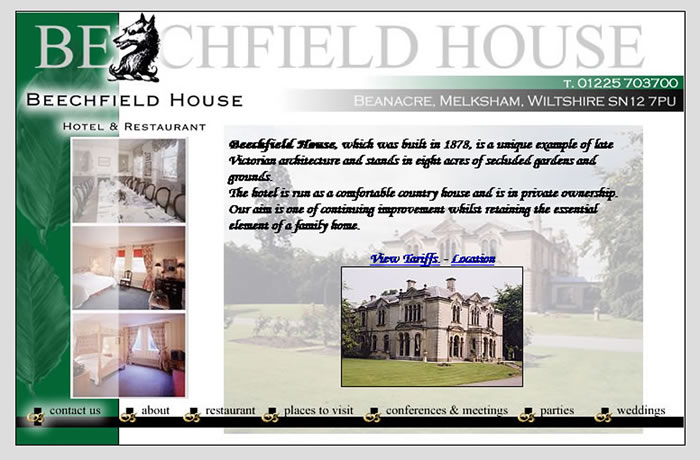 BEECHFIELD HOUSE
T. 01225 703700
BEECHFIELD HOUSE
BEANACRE, MELKSHAM, WILTSHIRE SN12 7PU
HOTEL & RESTAURANT
Beechfield House, which was built in 1878, is a unique example of late
Victorian architecture and stands in eight acres of secluded gardens and
grounds.
The hotel is run as a comfortable country house and is in private ownership.
Our aim is one of continuing improvement whilst retaining the essential
element of a family home.
View Tariffs. - Location
contact us about restaurant places to visit conferences & meetings parties weddings